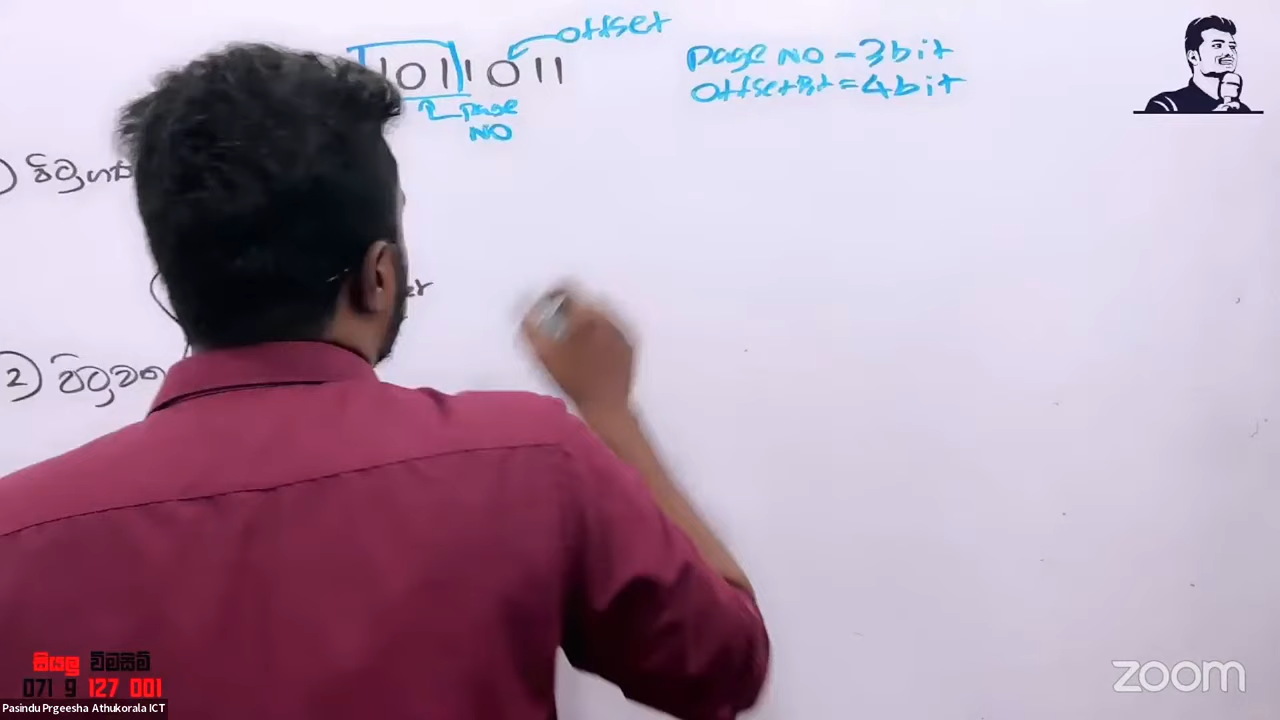 offset
1011011
Page NO - 3bit
Offset Bit = 4bit
Page
NO
2
සියලු විමසීම්
071 9 127 001
Pasindu Prgeesha Athukorala ICT
zoom